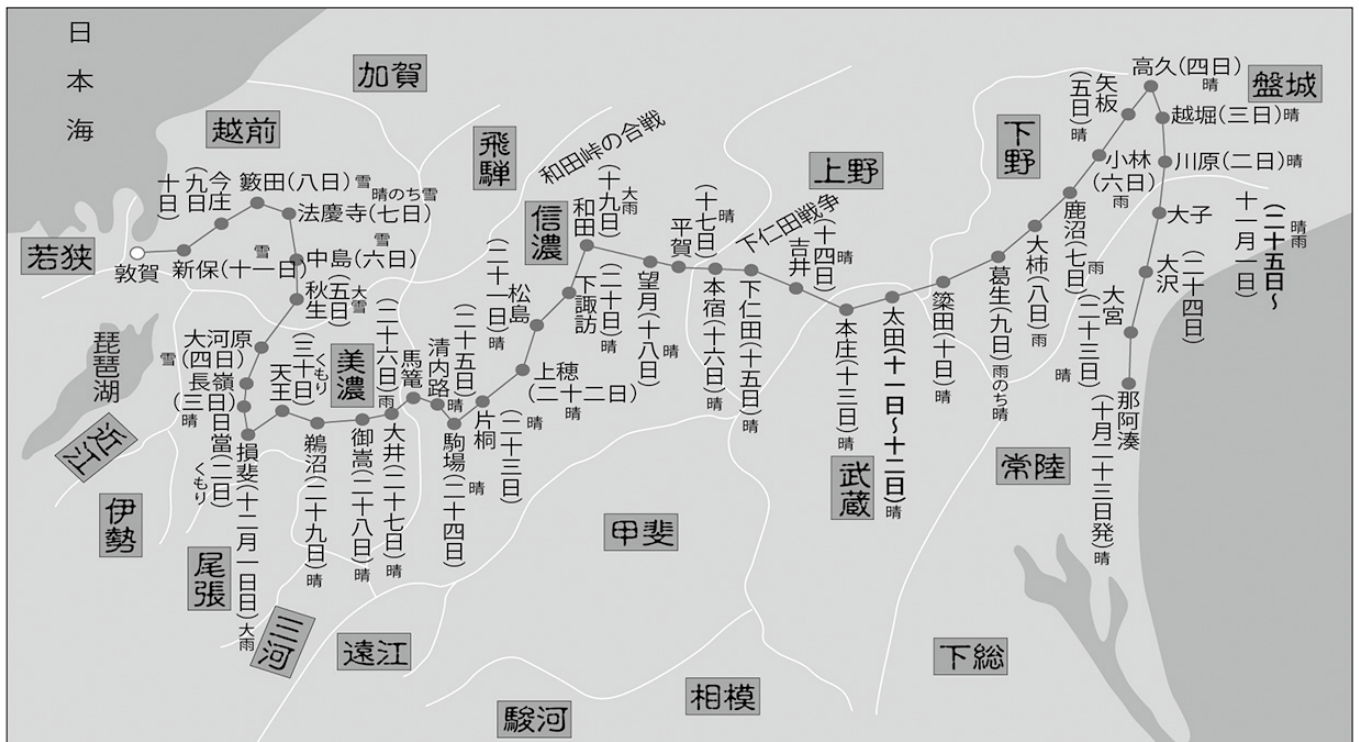 日本海
加賀
越前
飛騨
信濃
上野
下野
盤城
若狭
近江
伊勢
尾張
三河
遠江
美濃
駿河
相模
甲斐
武蔵
下総
常陸
琵琶湖
和田峠の合戦
下仁田戦争
那阿湊(十月二十三日発)晴
大宮(二十三日)晴
大沢(二十四日)
大子(二十五日〜十一月一日)晴雨
川原(二日)晴
越堀(三日)晴
高久(四日)晴
矢板(五日)晴
小林(六日)雨
鹿沼(七日)雨
大柿(八日)雨
葛生(九日)雨のち晴
簗田(十日)晴
太田(十一日〜十二日)晴
本庄(十三日)晴
吉井(十四日)晴
下仁田(十五日)晴
本宿(十六日)晴
平賀(十七日)晴
望月(十八日)晴
和田(十九日)大雨
下諏訪(二十日)晴
松島(二十一日)晴
上穂(二十二日)晴
片桐(二十三日)晴
駒場(二十四日)晴
清内路(二十五日)晴
馬篭(二十六日)雨
大井(二十七日)晴
御嵩(二十八日)晴
鵜沼(二十九日)晴
天王(三十日)くもり
損斐(十二月一日日)大雨
日當(二日)くもり
長嶺(三日)晴
大河原(四日)雪
秋生(五日)大雪
中島(六日)雪
法慶寺(七日)晴のち雪
籔田(八日)雪
今庄(九日十日)
新保(十一日)雪
敦賀